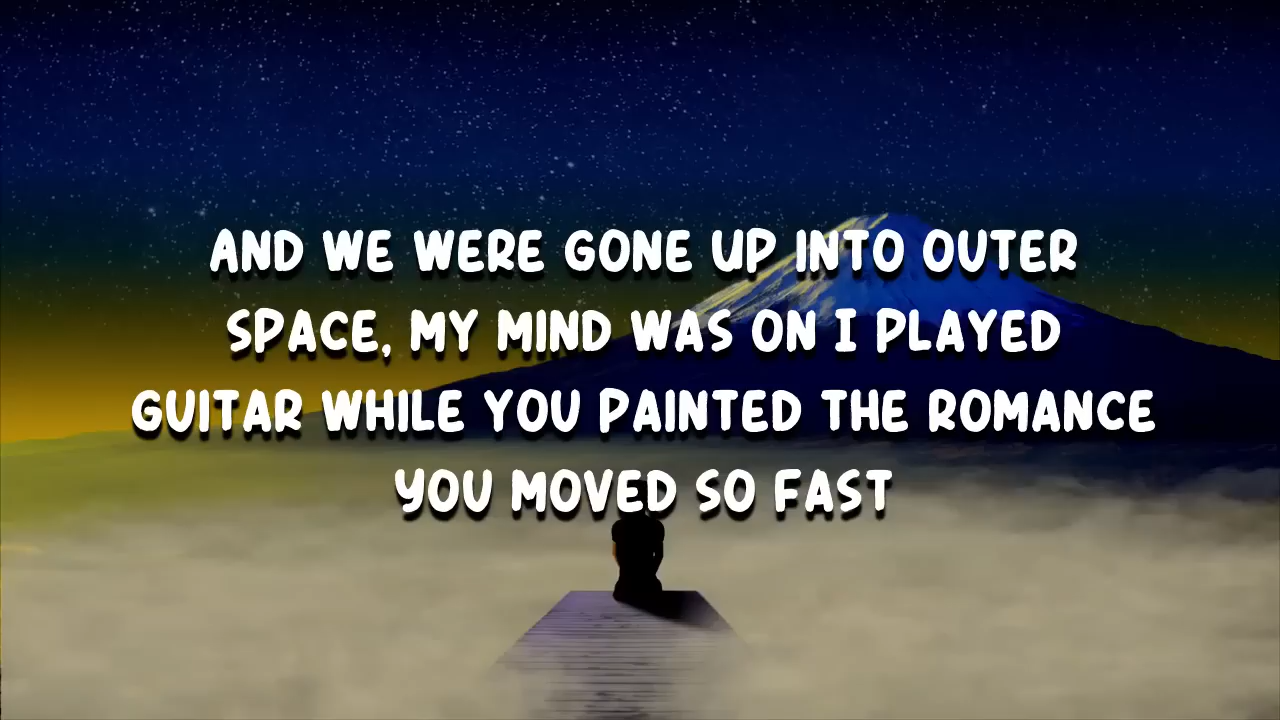 AND WE WERE GONE UP INTO OUTER
SPACE, MY MIND WAS ON I PLAYED
GUITAR WHILE YOU PAINTED THE ROMANCE
YOU MOVED SO FAST